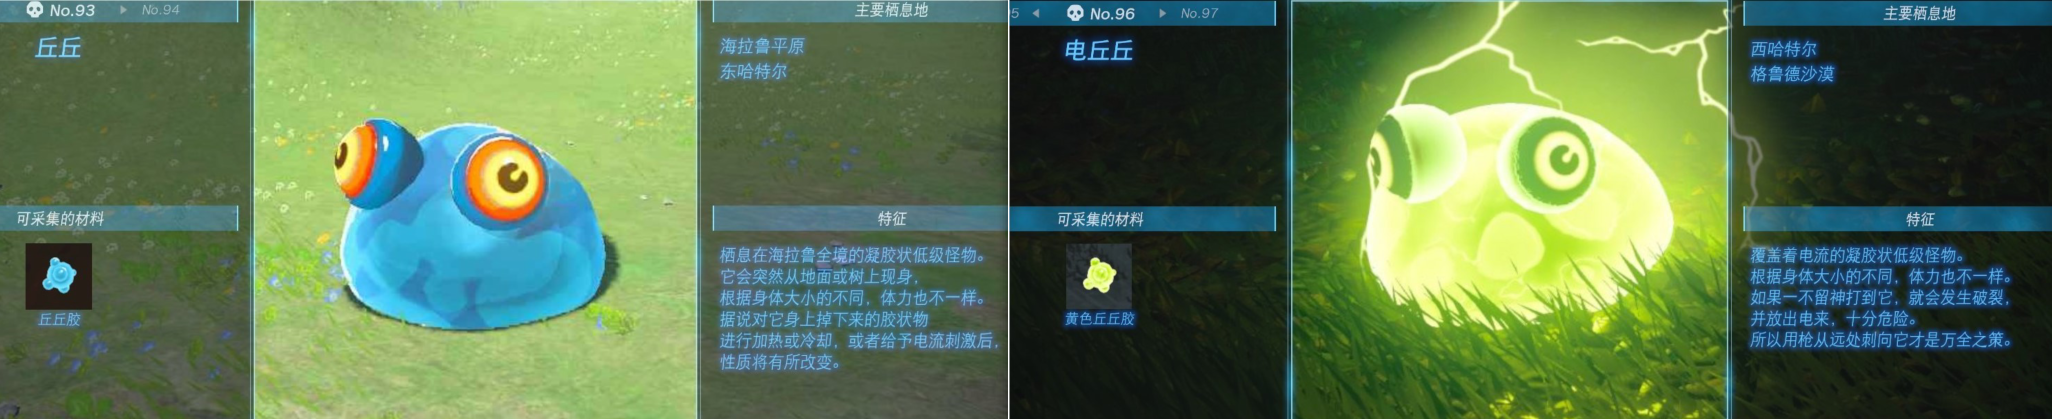 No.93
No.94
丘丘
主要栖息地
海拉鲁平原
东哈特尔
可采集的材料
丘丘胶
特征
栖息在海拉鲁全境的凝胶状低级怪物。
它会突然从地面或树上现身，
根据身体大小的不同，体力也不一样。
据说对它身上掉下来的胶状物
进行加热或冷却，或者给予电流刺激后，
性质将有所改变。
5
No.96
No.97
电丘丘
主要栖息地
西哈特尔
格鲁德沙漠
可采集的材料
黄色丘丘胶
特征
覆盖着电流的凝胶状低级怪物。
根据身体大小的不同，体力也不一样。
如果一不留神打到它，就会发生破裂，
并放出电来，十分危险。
所以用枪从远处刺向它才是万全之策。